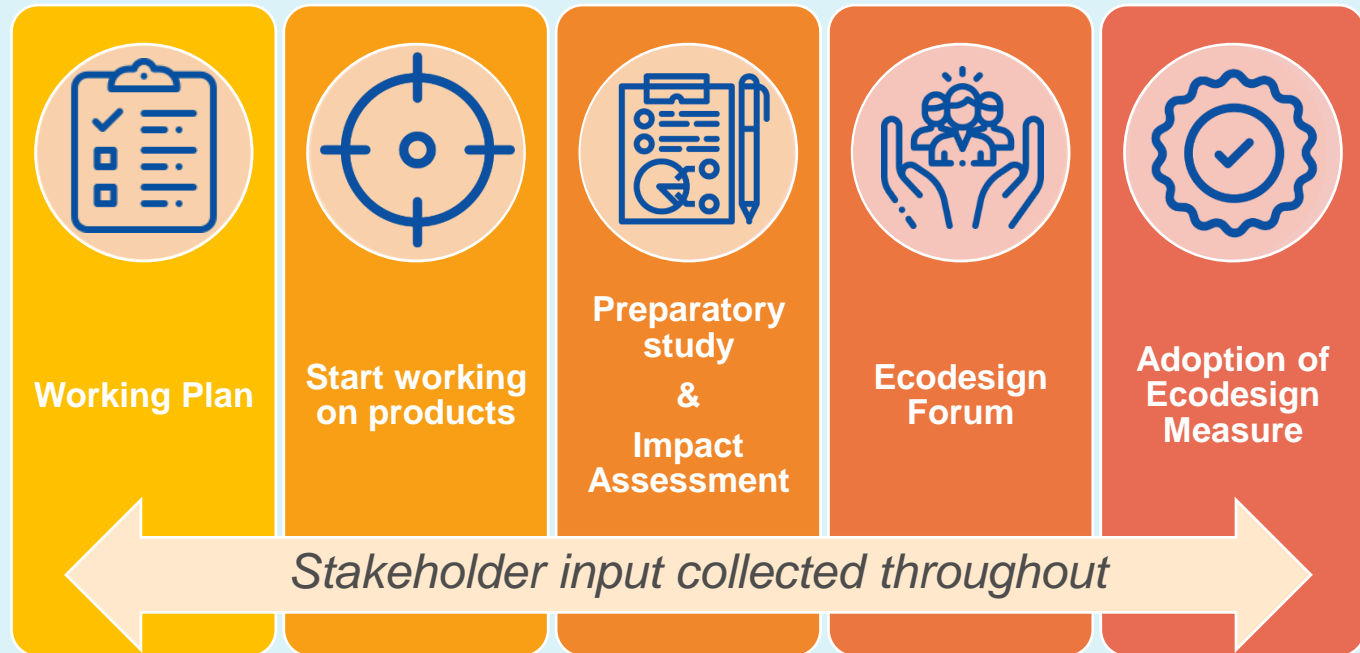 Working Plan
Start working
on products
Preparatory
study
&
Impact
Assessment
Ecodesign
Forum
Adoption of
Ecodesign
Measure
Stakeholder input collected throughout